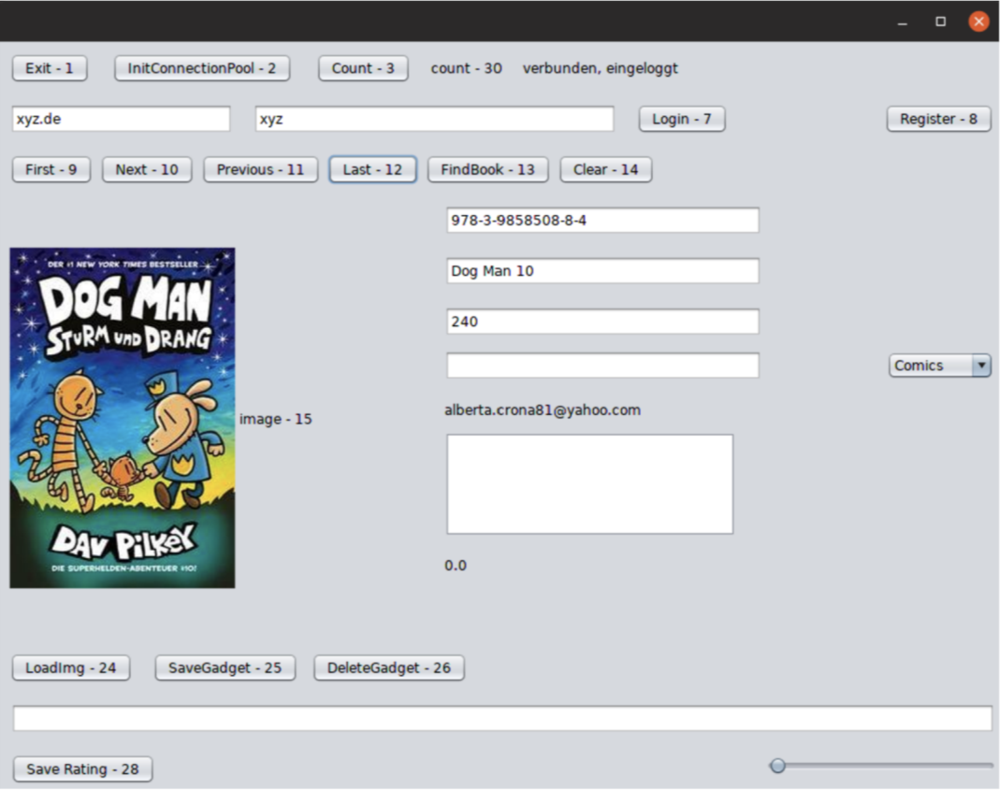 Exit - 1 InitConnectionPool - 2 Count - 3 count - 30 verbunden, eingeloggt
xyz.de xyz Login - 7 Register - 8
First - 9 Next - 10 Previous - 11 Last - 12 FindBook - 13 Clear - 14
978-3-9858508-8-4
DER #1 NEW YORK TIMES BESTSELLER
Dog Man 10
DOG MAN
STURM UND DRANG
240
Comics
alberta.crona81@yahoo.com
image - 15
DAV PILKEY
DIE SUPERHELDEN-ABENTEUER #10!
0.0
LoadImg - 24 SaveGadget - 25 DeleteGadget - 26
Save Rating - 28